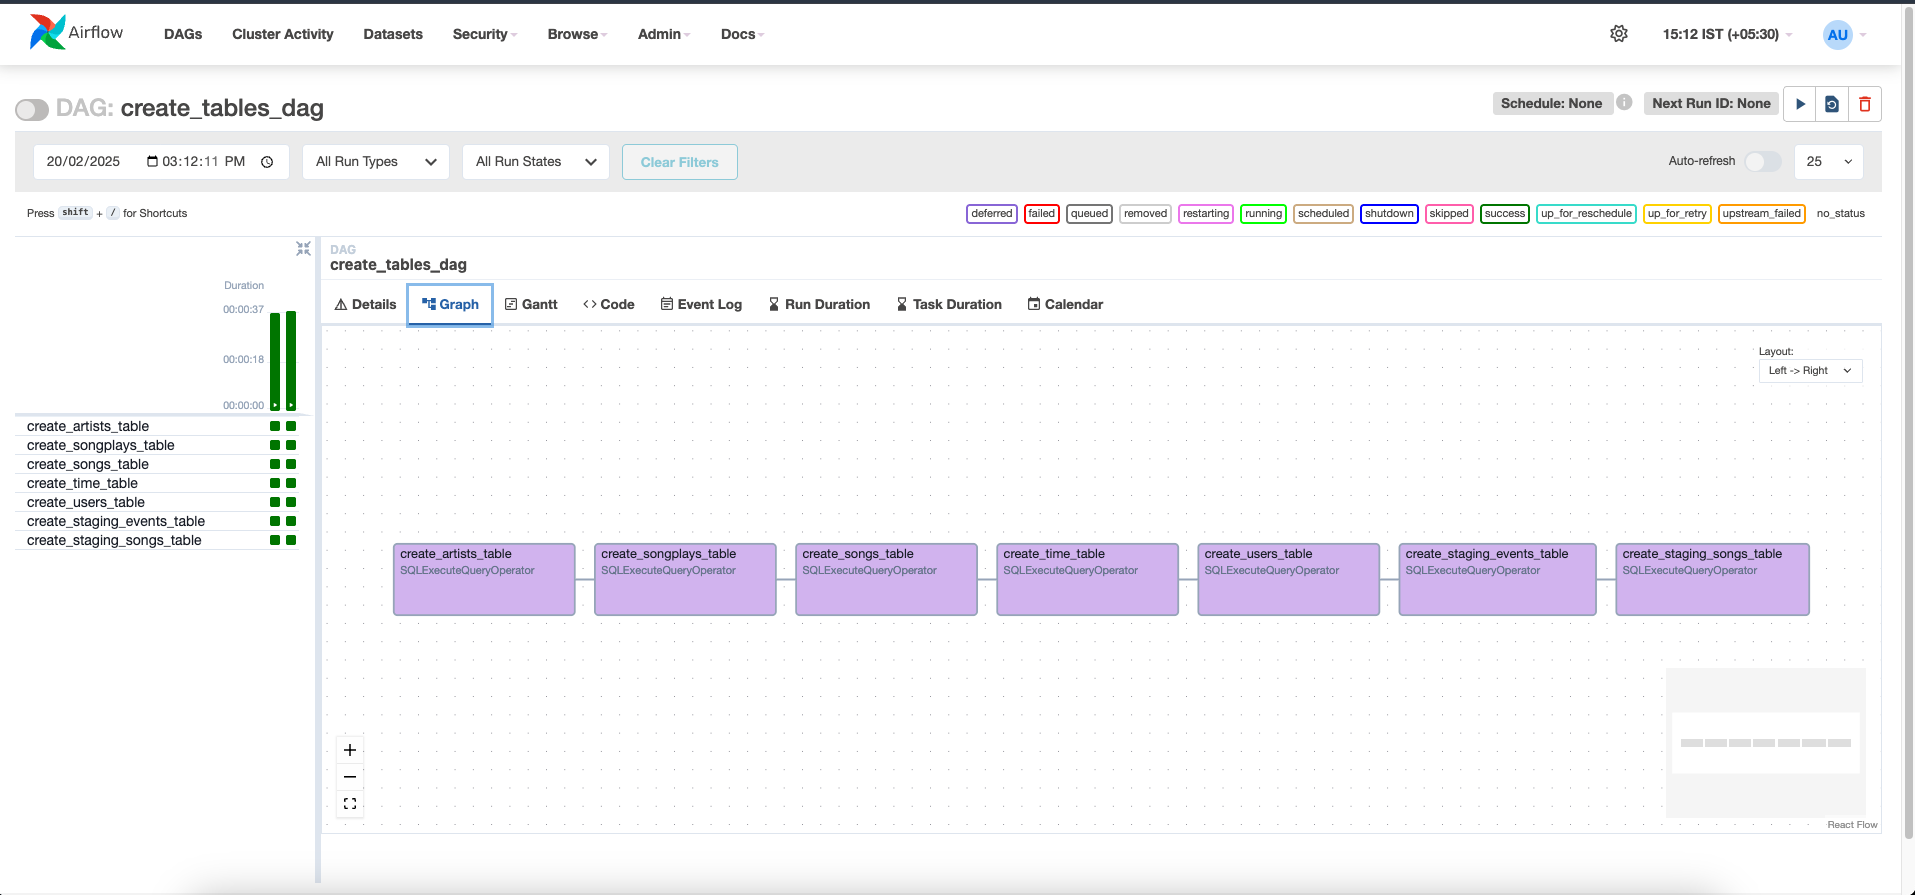 Airflow DAGs Cluster Activity Datasets Security Browse Admin Docs 15:12 IST (+05:30) AU
DAG: create_tables_dag Schedule: None Next Run ID: None
20/02/2025 03:12:11 PM All Run Types All Run States Clear Filters Auto-refresh 25
Press shift + / for Shortcuts deferred failed queued removed restarting running scheduled shutdown skipped success up_for_reschedule up_for_retry upstream_failed no_status
DAG
create_tables_dag
Details Graph Gantt Code Event Log Run Duration Task Duration Calendar
Duration
00:00:37
00:00:18
00:00:00
create_artists_table
create_songplays_table
create_songs_table
create_time_table
create_users_table
create_staging_events_table
create_staging_songs_table
Layout:
Left -> Right
create_artists_table
SQLExecuteQueryOperator
create_songplays_table
SQLExecuteQueryOperator
create_songs_table
SQLExecuteQueryOperator
create_time_table
SQLExecuteQueryOperator
create_users_table
SQLExecuteQueryOperator
create_staging_events_table
SQLExecuteQueryOperator
create_staging_songs_table
SQLExecuteQueryOperator
React Flow